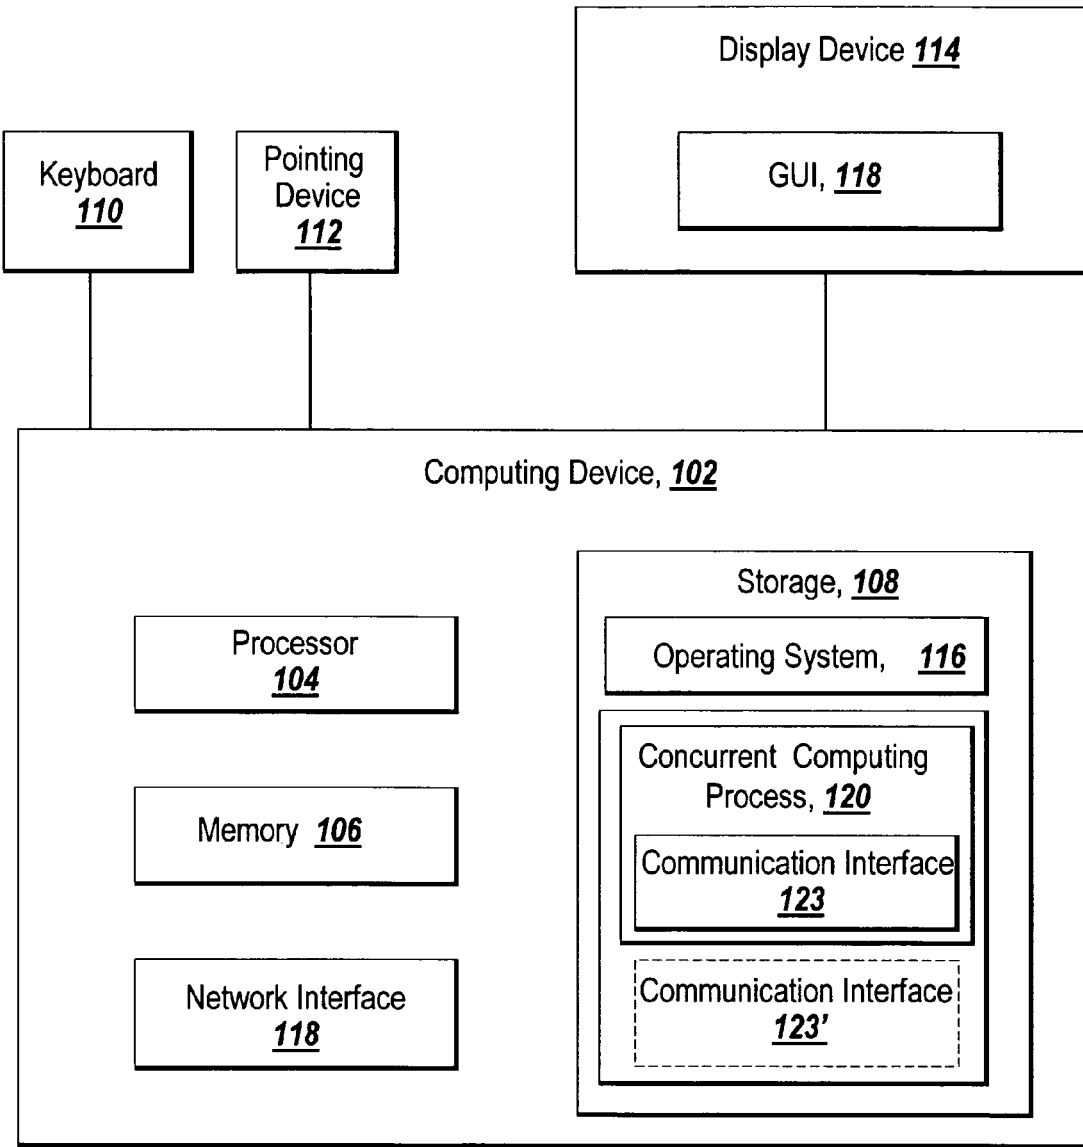 Display Device 114
GUI, 118
Keyboard
110
Pointing
Device
112
Computing Device, 102
Processor
104
Memory 106
Network Interface
118
Storage, 108
Operating System, 116
Concurrent Computing
Process, 120
Communication Interface
123
Communication Interface
123'